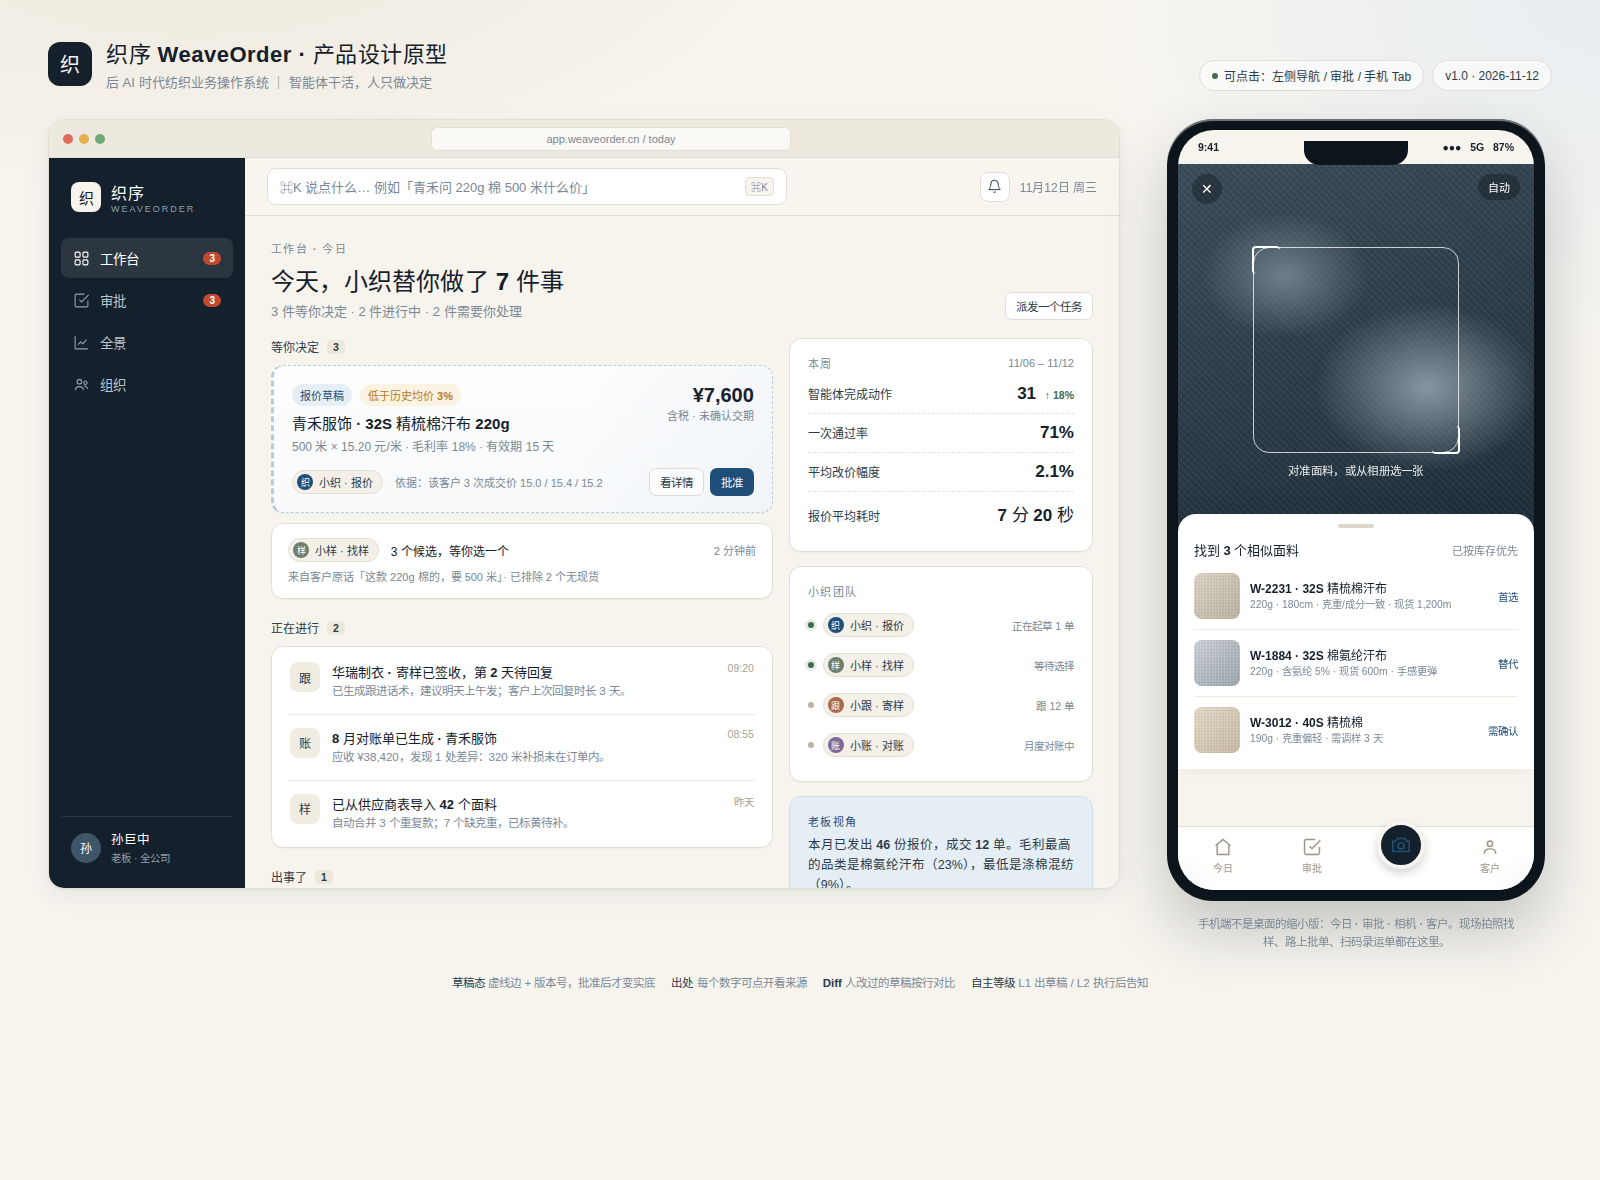 织
织序 WeaveOrder · 产品设计原型
后 AI 时代纺织业务操作系统 ｜ 智能体干活，人只做决定
可点击：左侧导航 / 审批 / 手机 Tab
v1.0 · 2026-11-12
app.weaveorder.cn / today
织
织序
WEAVEORDER
工作台
3
审批
3
全景
组织
孙
孙巨中
老板 · 全公司
⌘K 说点什么… 例如「青禾问 220g 棉 500 米什么价」
⌘K
11月12日 周三
工作台 · 今日
今天，小织替你做了 7 件事
3 件等你决定 · 2 件进行中 · 2 件需要你处理
派发一个任务
等你决定 3
报价草稿
低于历史均价 3%
¥7,600
含税 · 未确认交期
青禾服饰 · 32S 精梳棉汗布 220g
500 米 × 15.20 元/米 · 毛利率 18% · 有效期 15 天
织 小织 · 报价
依据：该客户 3 次成交价 15.0 / 15.4 / 15.2
看详情
批准
样 小样 · 找样
3 个候选，等你选一个
2 分钟前
来自客户原话「这款 220g 棉的，要 500 米」· 已排除 2 个无现货
正在进行 2
跟
华瑞制衣 · 寄样已签收，第 2 天待回复
09:20
已生成跟进话术，建议明天上午发；客户上次回复时长 3 天。
账
8 月对账单已生成 · 青禾服饰
08:55
应收 ¥38,420，发现 1 处差异：320 米补损未在订单内。
样
已从供应商表导入 42 个面料
昨天
自动合并 3 个重复款；7 个缺克重，已标黄待补。
出事了 1
本周
11/06 – 11/12
智能体完成动作
31 ↑ 18%
一次通过率
71%
平均改价幅度
2.1%
报价平均耗时
7 分 20 秒
小织团队
织 小织 · 报价
正在起草 1 单
样 小样 · 找样
等待选择
跟 小跟 · 寄样
跟 12 单
账 小账 · 对账
月度对账中
老板视角
本月已发出 46 份报价，成交 12 单。毛利率最高
的品类是棉氨纶汗布（23%），最低是涤棉混纺
（9%）。
9:41
●●● 5G 87%
✕
自动
对准面料，或从相册选一张
找到 3 个相似面料
已按库存优先
W-2231 · 32S 精梳棉汗布
220g · 180cm · 克重/成分一致 · 现货 1,200m
首选
W-1884 · 32S 棉氨纶汗布
220g · 含氨纶 5% · 现货 600m · 手感更弹
替代
W-3012 · 40S 精梳棉
190g · 克重偏轻 · 需调样 3 天
需确认
今日
审批
客户
手机端不是桌面的缩小版：今日 · 审批 · 相机 · 客户。现场拍照找
样、路上批单、扫码录运单都在这里。
草稿态 虚线边 + 版本号，批准后才变实底 出处 每个数字可点开看来源 Diff 人改过的草稿按行对比 自主等级 L1 出草稿 / L2 执行后告知